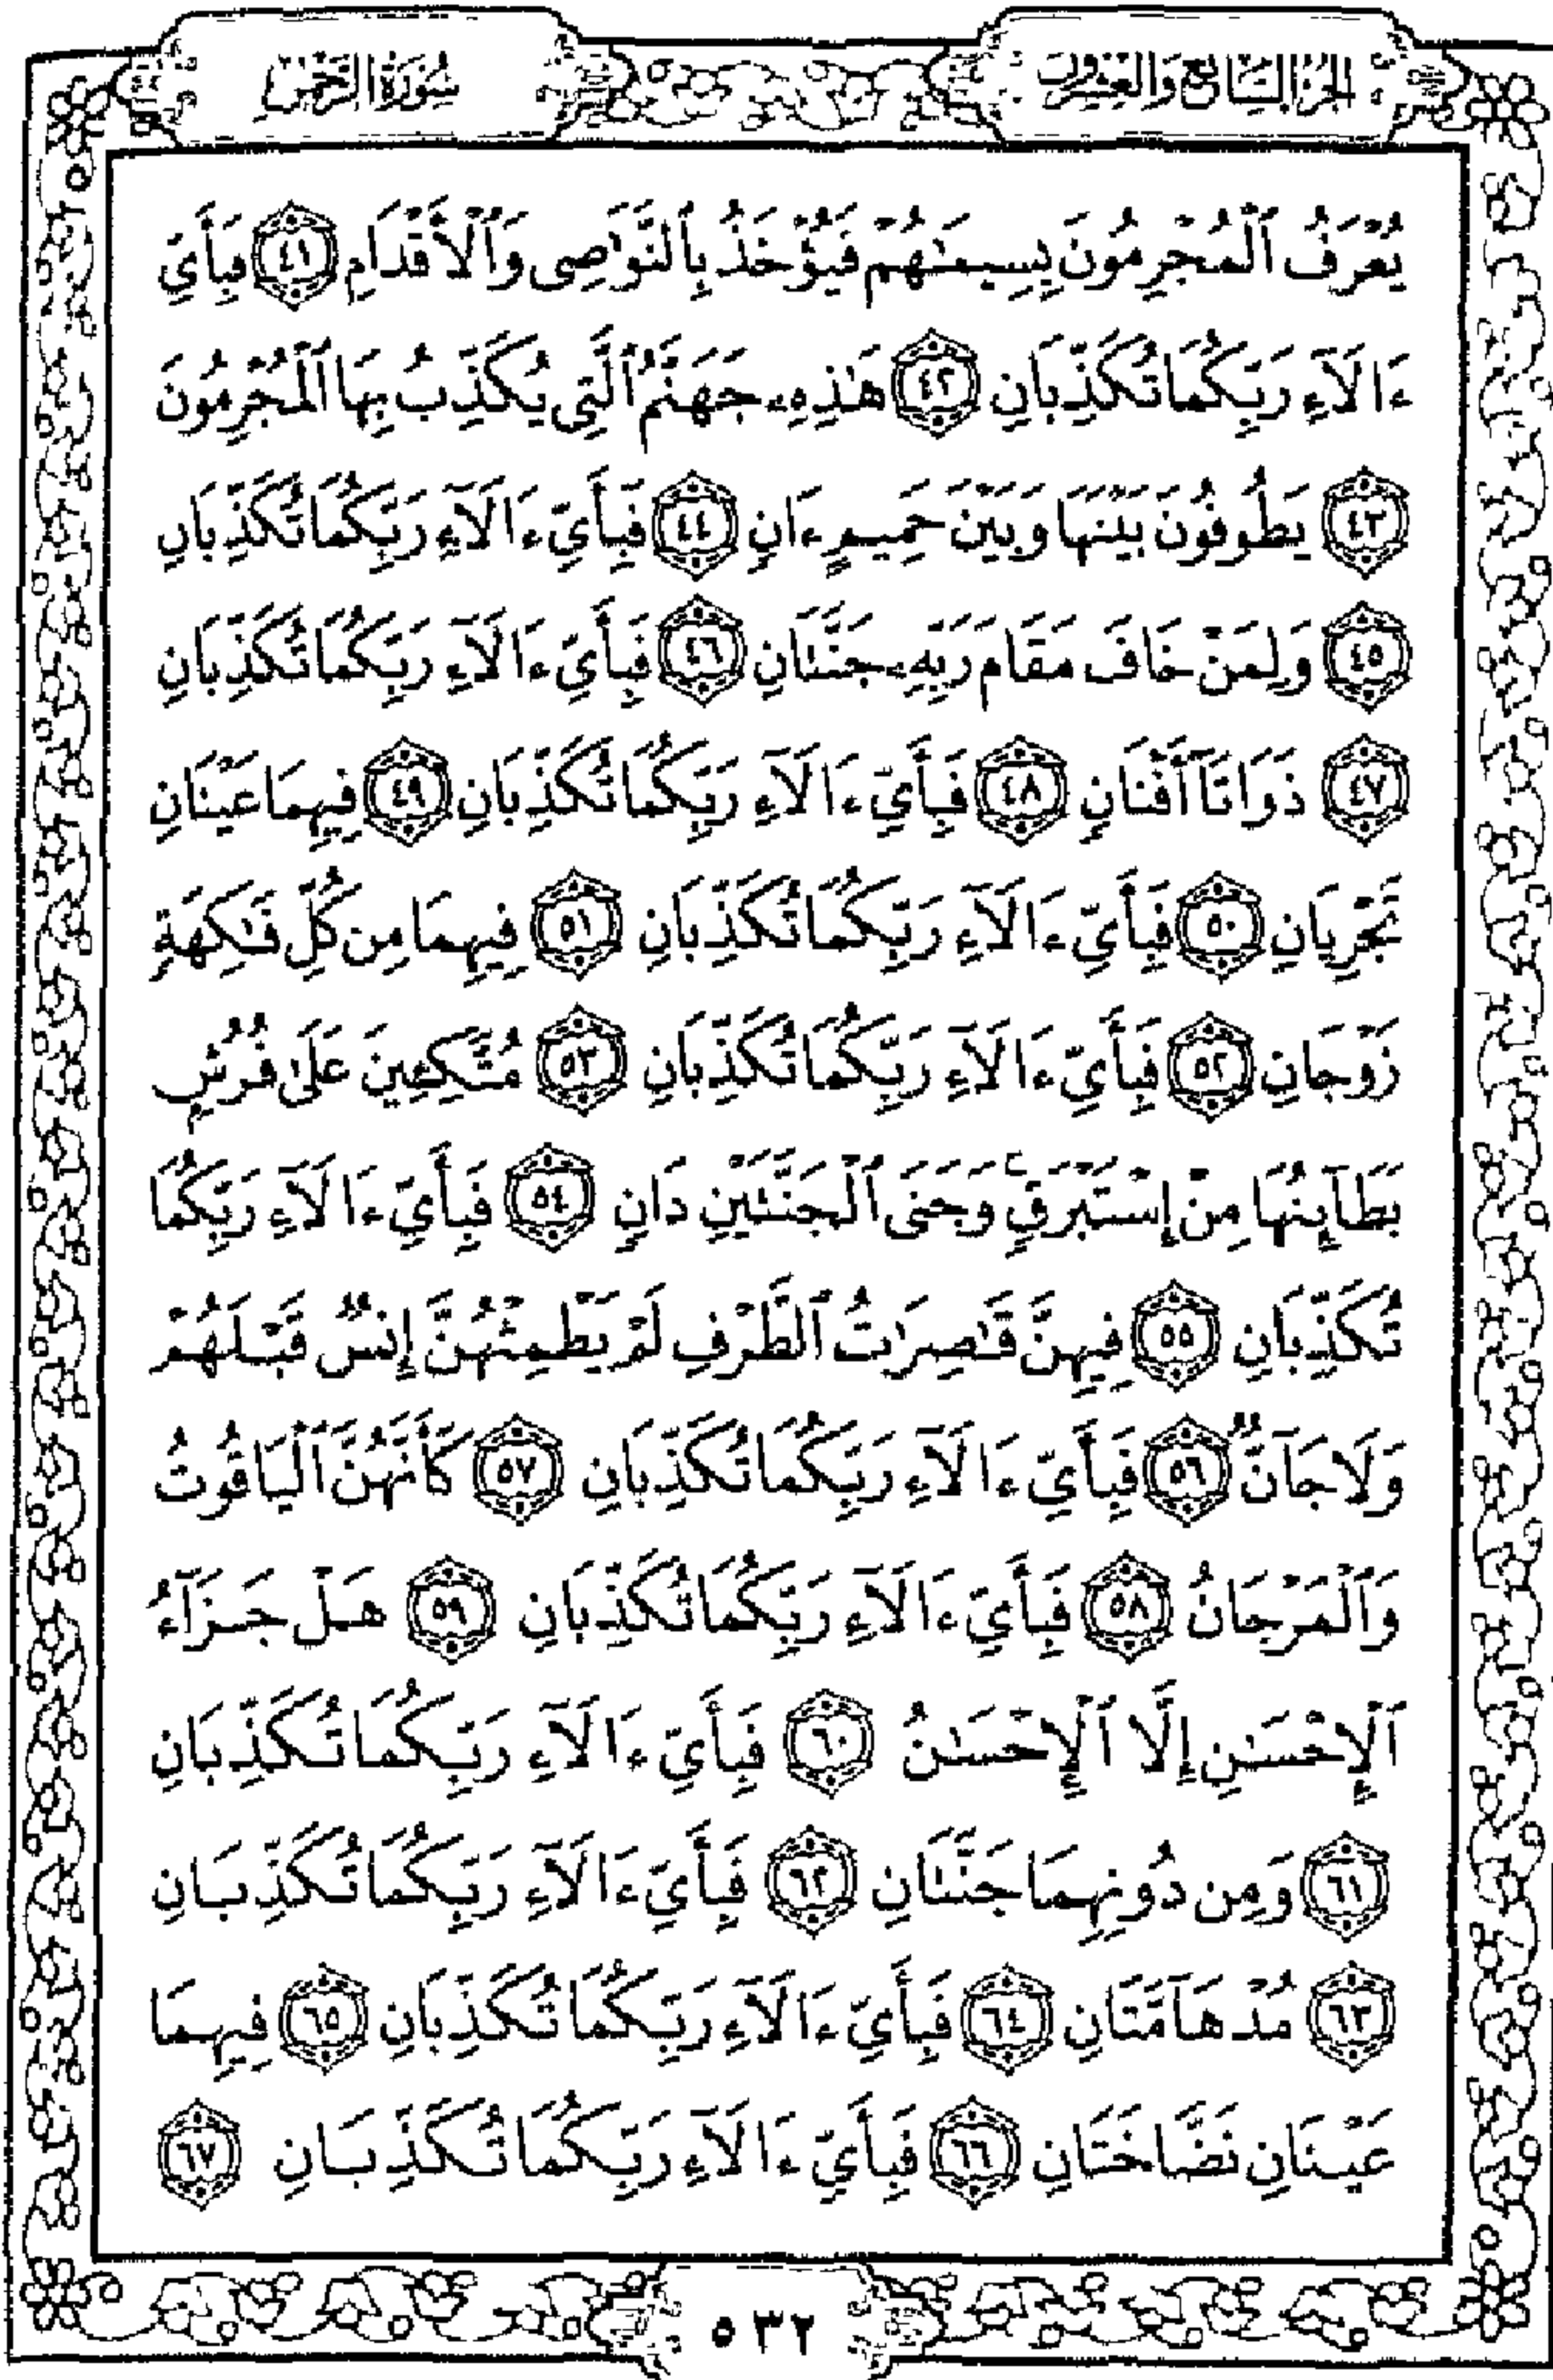 الجزء السابع والعشرون
سورة الرحمن
يُعْرَفُ ٱلْمُجْرِمُونَ بِسِيمَـٰهُمْ فَيُؤْخَذُ بِٱلنَّوَٰصِى وَٱلْأَقْدَامِ ٤١ فَبِأَىِّ
ءَالَآءِ رَبِّكُمَا تُكَذِّبَانِ ٤٢ هَـٰذِهِۦ جَهَنَّمُ ٱلَّتِى يُكَذِّبُ بِهَا ٱلْمُجْرِمُونَ
٤٣ يَطُوفُونَ بَيْنَهَا وَبَيْنَ حَمِيمٍ ءَانٍ ٤٤ فَبِأَىِّ ءَالَآءِ رَبِّكُمَا تُكَذِّبَانِ
٤٥ وَلِمَنْ خَافَ مَقَامَ رَبِّهِۦ جَنَّتَانِ ٤٦ فَبِأَىِّ ءَالَآءِ رَبِّكُمَا تُكَذِّبَانِ
٤٧ ذَوَاتَآ أَفْنَانٍ ٤٨ فَبِأَىِّ ءَالَآءِ رَبِّكُمَا تُكَذِّبَانِ ٤٩ فِيهِمَا عَيْنَانِ
تَجْرِيَانِ ٥٠ فَبِأَىِّ ءَالَآءِ رَبِّكُمَا تُكَذِّبَانِ ٥١ فِيهِمَا مِن كُلِّ فَـٰكِهَةٍ
زَوْجَانِ ٥٢ فَبِأَىِّ ءَالَآءِ رَبِّكُمَا تُكَذِّبَانِ ٥٣ مُتَّكِـِٔينَ عَلَىٰ فُرُشٍۭ
بَطَآئِنُهَا مِنْ إِسْتَبْرَقٍ ۚ وَجَنَى ٱلْجَنَّتَيْنِ دَانٍ ٥٤ فَبِأَىِّ ءَالَآءِ رَبِّكُمَا
تُكَذِّبَانِ ٥٥ فِيهِنَّ قَـٰصِرَٰتُ ٱلطَّرْفِ لَمْ يَطْمِثْهُنَّ إِنسٌ قَبْلَهُمْ
وَلَا جَآنٌّ ٥٦ فَبِأَىِّ ءَالَآءِ رَبِّكُمَا تُكَذِّبَانِ ٥٧ كَأَنَّهُنَّ ٱلْيَاقُوتُ
وَٱلْمَرْجَانُ ٥٨ فَبِأَىِّ ءَالَآءِ رَبِّكُمَا تُكَذِّبَانِ ٥٩ هَلْ جَزَآءُ
ٱلْإِحْسَـٰنِ إِلَّا ٱلْإِحْسَـٰنُ ٦٠ فَبِأَىِّ ءَالَآءِ رَبِّكُمَا تُكَذِّبَانِ
٦١ وَمِن دُونِهِمَا جَنَّتَانِ ٦٢ فَبِأَىِّ ءَالَآءِ رَبِّكُمَا تُكَذِّبَانِ
٦٣ مُدْهَآمَّتَانِ ٦٤ فَبِأَىِّ ءَالَآءِ رَبِّكُمَا تُكَذِّبَانِ ٦٥ فِيهِمَا
عَيْنَانِ نَضَّاخَتَانِ ٦٦ فَبِأَىِّ ءَالَآءِ رَبِّكُمَا تُكَذِّبَانِ ٦٧
٥٣٢